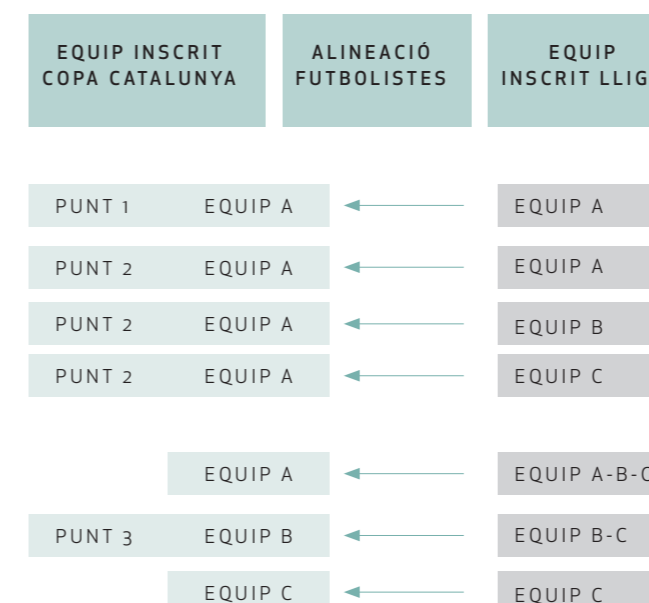 EQUIP INSCRIT
COPA CATALUNYA
ALINEACIÓ
FUTBOLISTES
EQUIP
INSCRIT LLIG
PUNT 1 EQUIP A EQUIP A
PUNT 2 EQUIP A EQUIP A
PUNT 2 EQUIP A EQUIP B
PUNT 2 EQUIP A EQUIP C
EQUIP A EQUIP A-B-C
PUNT 3 EQUIP B EQUIP B-C
EQUIP C EQUIP C